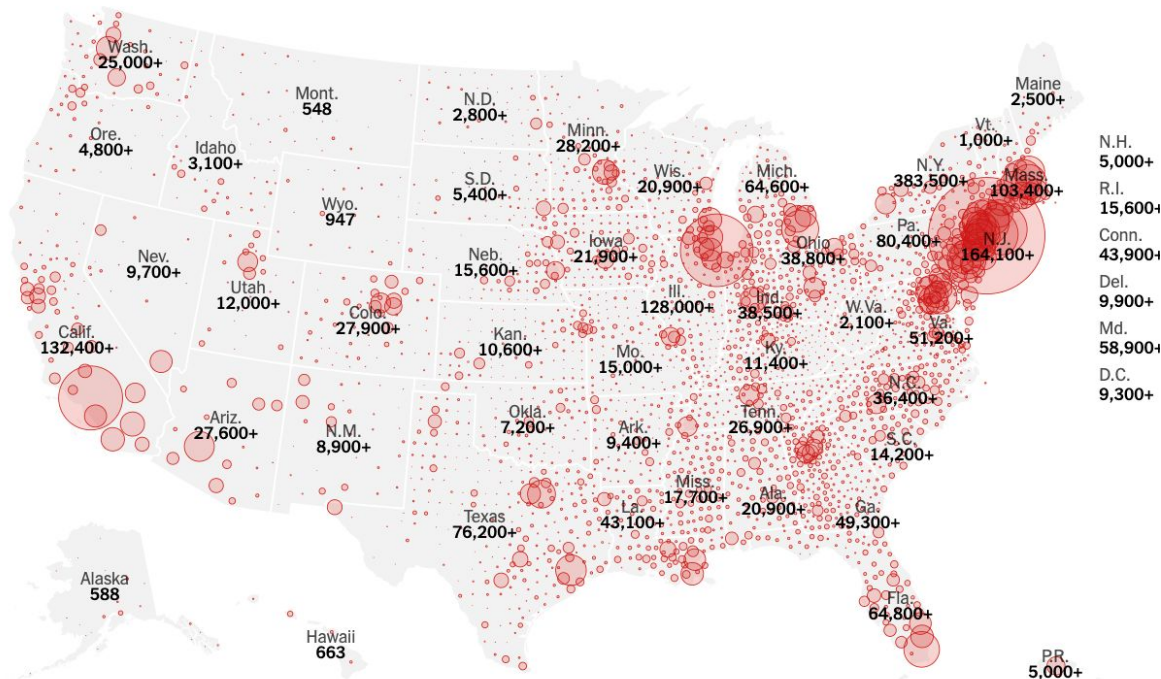 Wash.
25,000+
Mont.
548
N.D.
2,800+
Minn.
28,200+
Maine
2,500+
Vt.
1,000+
Ore.
4,800+
Idaho
3,100+
Wis.
20,900+
Mich.
64,600+
N.Y.
383,500+
Mass.
103,400+
N.H.
5,000+
R.I.
15,600+
Conn.
43,900+
Del.
9,900+
Md.
58,900+
D.C.
9,300+
S.D.
5,400+
Wyo.
947
Nev.
9,700+
Utah
12,000+
Neb.
15,600+
Iowa
21,900+
Ohio
38,800+
Pa.
80,400+
N.J.
164,100+
Colo.
27,900+
Ill.
128,000+
Ind.
38,500+
W.Va.
2,100+
Va.
51,200+
Calif.
132,400+
Kan.
10,600+
Mo.
15,000+
Ky.
11,400+
N.C.
36,400+
Ariz.
27,600+
N.M.
8,900+
Okla.
7,200+
Ark.
9,400+
Tenn.
26,900+
S.C.
14,200+
Texas
76,200+
La.
43,100+
Miss.
17,700+
Ala.
20,900+
Ga.
49,300+
Alaska
588
Hawaii
663
Fla.
64,800+
P.R.
5,000+